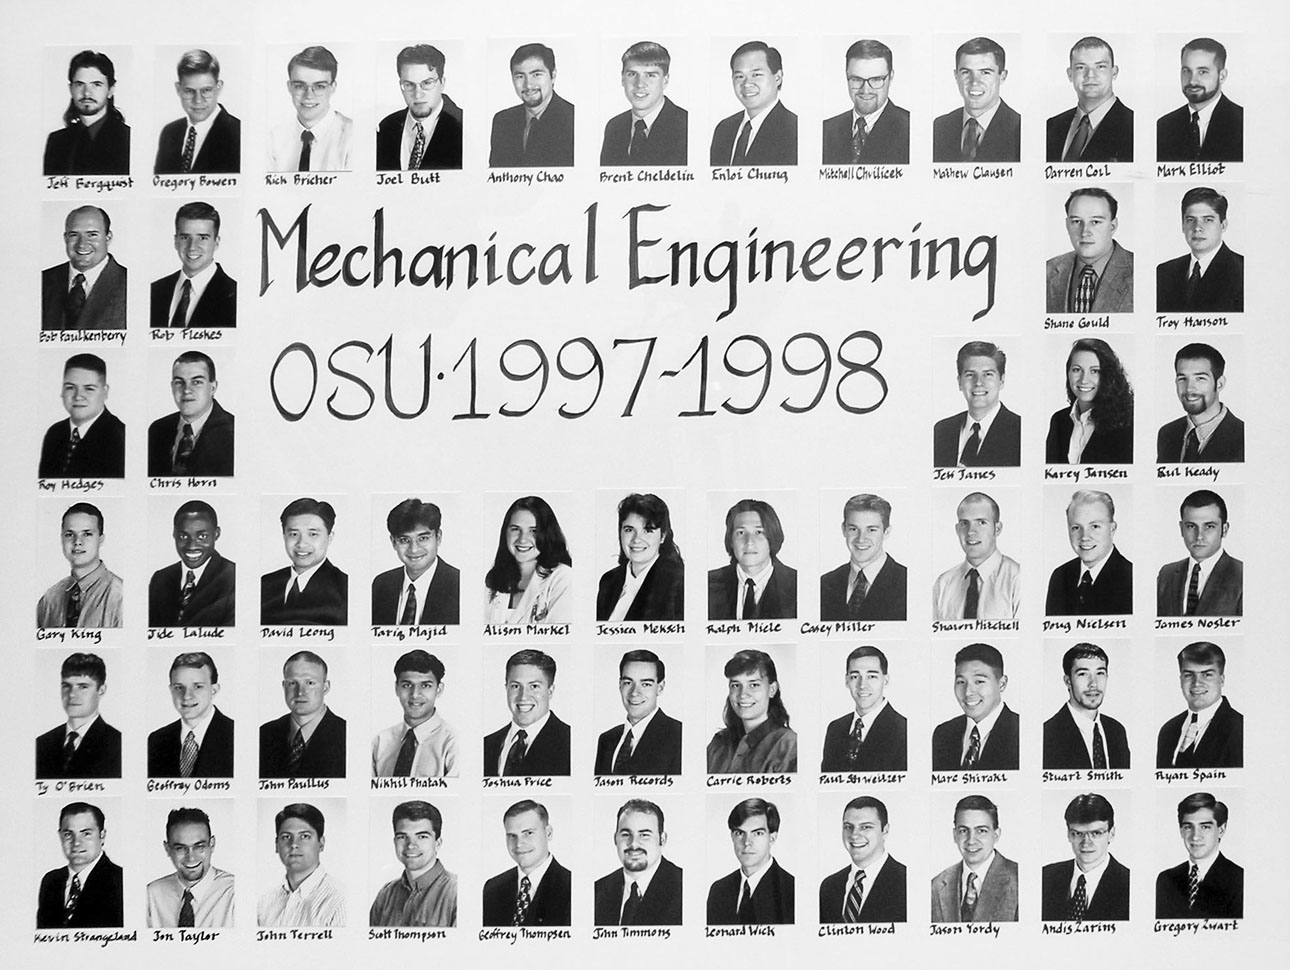 Jeff Bergquist Gregory Bowen Rick Bricher Joel Butt Anthony Chao Brent Cheldelin Enloi Chung Mitchell Chvilicek Mathew Clausen Darren Coil Mark Elliot
Mechanical Engineering
Bob Faulkenberry Rob Fleskes Shane Gould Troy Hanson
OSU·1997-1998
Roy Hedges Chris Horn Jeff Janes Karey Jansen Paul Keady
Gary King Jide Lalude David Leong Tariq Majid Alison Markel Jessica Meksch Ralph Miele Casey Miller Sharon Mitchell Doug Nielsen James Nosler
Ty O'Brien Geoffrey Odoms John Paullus Nikhil Phatak Joshua Price Jason Records Carrie Roberts Paul Schweitzer Marc Shiraki Stuart Smith Ryan Spain
Kevin Strangeland Jon Taylor John Terrell Scott Thompson Geoffrey Thompsen John Timmons Leonard Wick Clinton Wood Jason Yordy Andis Zarins Gregory Zwart